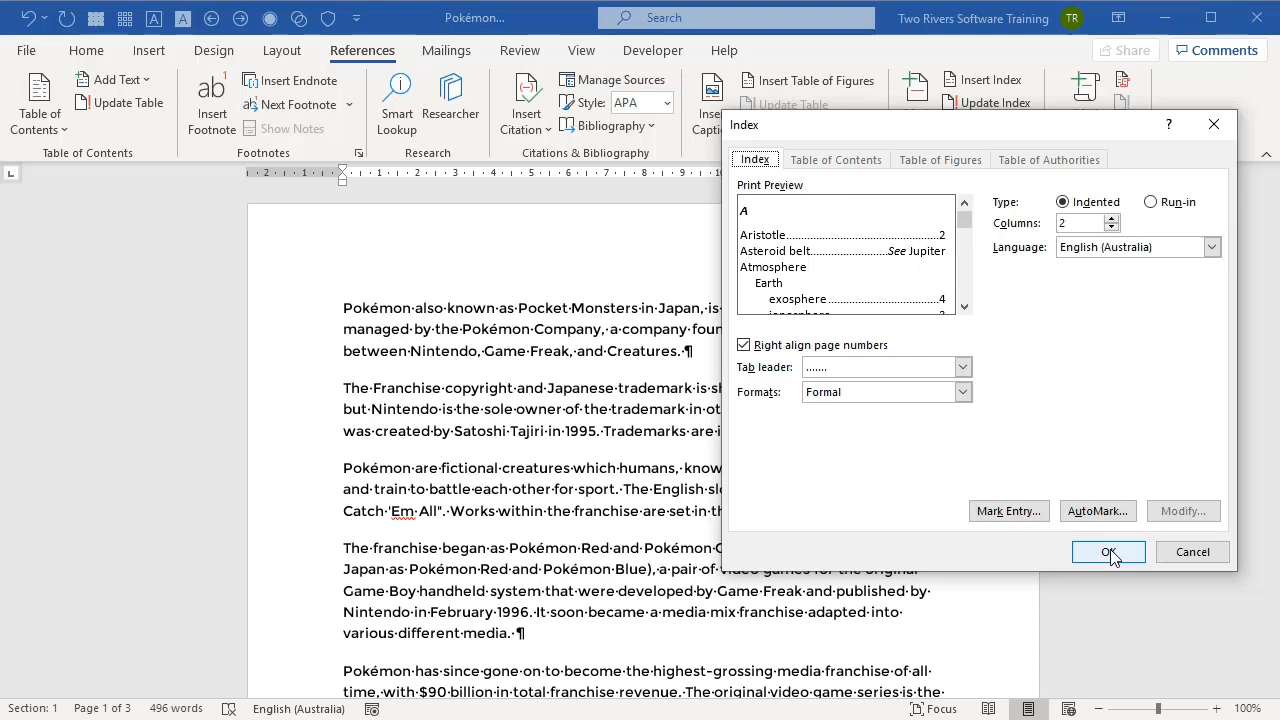 Pokémon...
Search
Two Rivers Software Training
TR
File
Home
Insert
Design
Layout
References
Mailings
Review
View
Developer
Help
Share
Comments
Table of
Contents
Add Text
Update Table
Table of Contents
ab
Insert
Footnote
Insert Endnote
Next Footnote
Show Notes
Footnotes
Smart
Lookup
Researcher
Research
Insert
Citation
Manage Sources
Style: APA
Bibliography
Citations & Bibliography
Insert Table of Figures
Update Table
Insert Index
Update Index
Index
?
Index
Table of Contents
Table of Figures
Table of Authorities
Print Preview
A
Aristotle.....................................................2
Asteroid belt..........................See Jupiter
Atmosphere
Earth
exosphere.......................................4
Type:
Indented
Run-in
Columns: 2
Language: English (Australia)
Right align page numbers
Tab leader: .......
Formats: Formal
Mark Entry...
AutoMark...
Modify...
OK
Cancel
Pokémon·also·known·as·Pocket·Monsters·in·Japan,·is·
managed·by·the·Pokémon·Company,·a·company·
between·Nintendo,·Game·Freak,·and·Creatures.·¶
The·Franchise·copyright·and·Japanese·trademark·is·
but·Nintendo·is·the·sole·owner·of·the·trademark·in·
was·created·by·Satoshi·Tajiri·in·1995.·Trademarks·are·
Pokémon·are·fictional·creatures·which·humans,·
and·train·to·battle·each·other·for·sport.·The·English·
Catch·'Em·All".·Works·within·the·franchise·are·set·in·
The·franchise·began·as·Pokémon·Red·and·Pokémon·
Japan·as·Pokémon·Red·and·Pokémon·Blue),·a·pair·of·video·games·for·the·original·
Game·Boy·handheld·system·that·were·developed·by·Game·Freak·and·published·by·
Nintendo·in·February·1996.·It·soon·became·a·media·mix·franchise·adapted·into·
various·different·media.·¶
Pokémon·has·since·gone·on·to·become·the·highest-grossing·media·franchise·of·all·
time,·with·$90·billion·in·total·franchise·revenue.·The·original·video·game·series·is·the·
Section: 1
Page 1 of 3
496 words
English (Australia)
Focus
100%